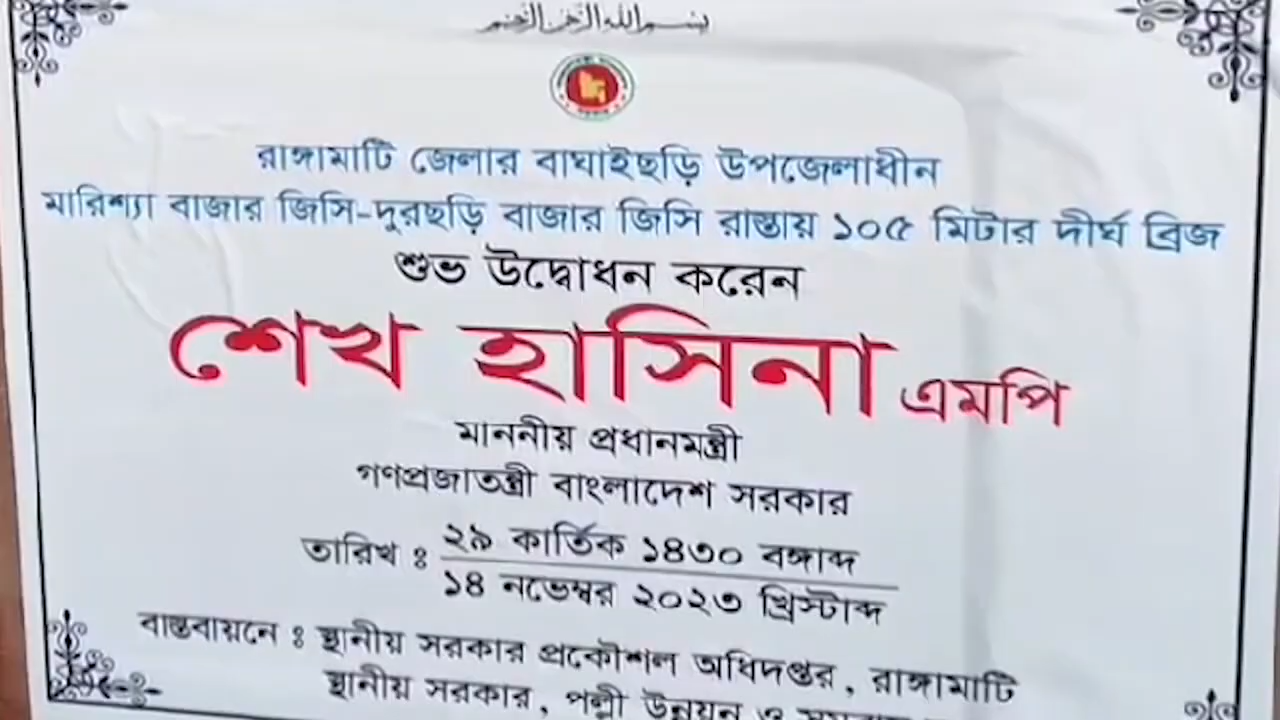 بسم الله الرحمن الرحيم
রাঙ্গামাটি জেলার বাঘাইছড়ি উপজেলাধীন
মারিশ্যা বাজার জিসি-দুরছড়ি বাজার জিসি রাস্তায় ১০৫ মিটার দীর্ঘ ব্রিজ
শুভ উদ্বোধন করেন
শেখ হাসিনা এমপি
মাননীয় প্রধানমন্ত্রী
গণপ্রজাতন্ত্রী বাংলাদেশ সরকার
তারিখ : ২৯ কার্তিক ১৪৩০ বঙ্গাব্দ
১৪ নভেম্বর ২০২৩ খ্রিস্টাব্দ
বাস্তবায়নে : স্থানীয় সরকার প্রকৌশল অধিদপ্তর, রাঙ্গামাটি
স্থানীয় সরকার, পল্লী উন্নয়ন ও